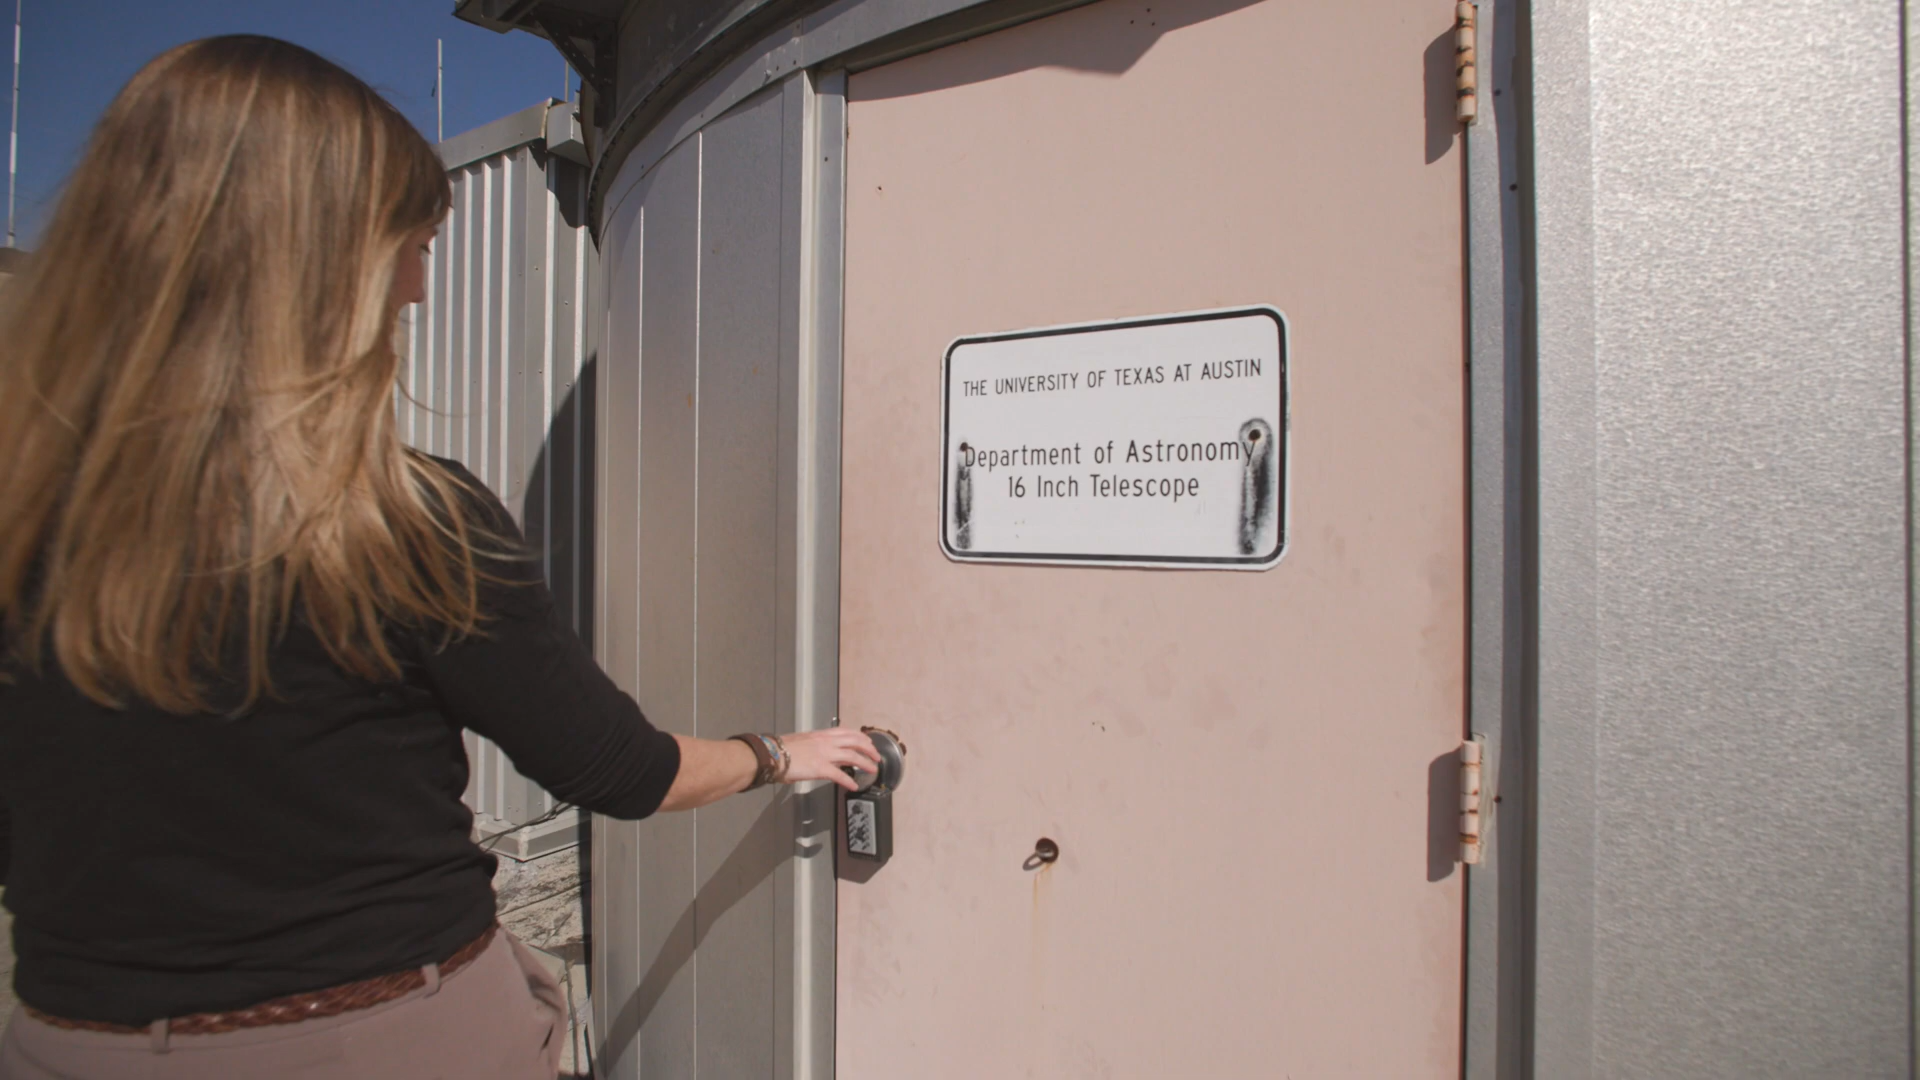 THE UNIVERSITY OF TEXAS AT AUSTIN
Department of Astronomy
16 Inch Telescope